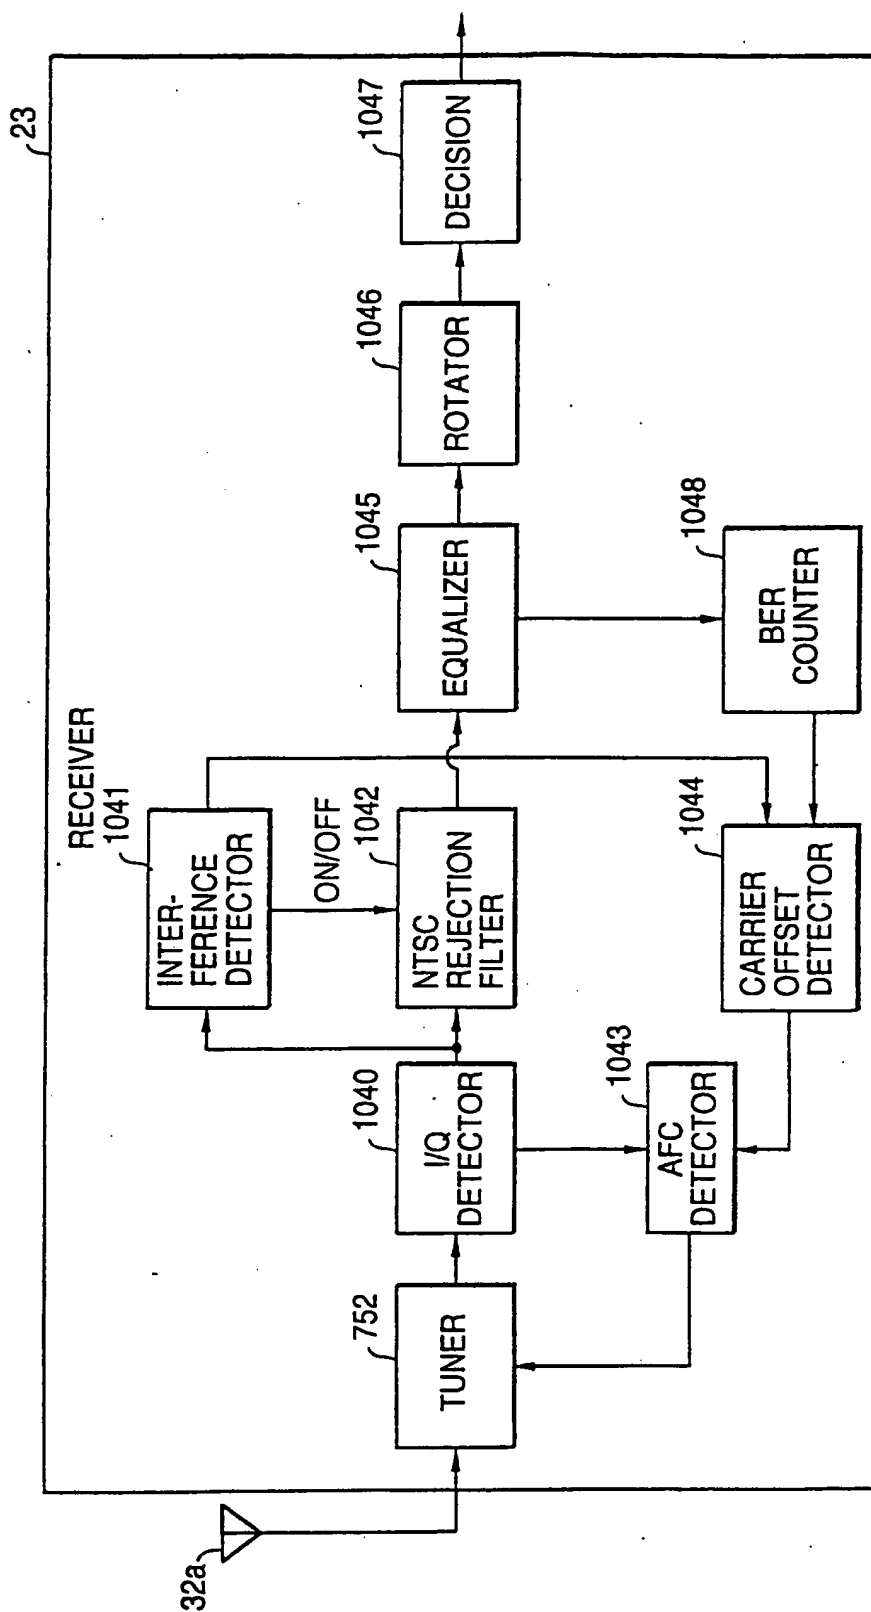 23
RECEIVER
1041
INTER-
FERENCE
DETECTOR
ON/OFF
32a
752
TUNER
1040
I/Q
DETECTOR
1042
NTSC
REJECTION
FILTER
1045
EQUALIZER
1046
ROTATOR
1047
DECISION
1043
AFC
DETECTOR
1044
CARRIER
OFFSET
DETECTOR
1048
BER
COUNTER